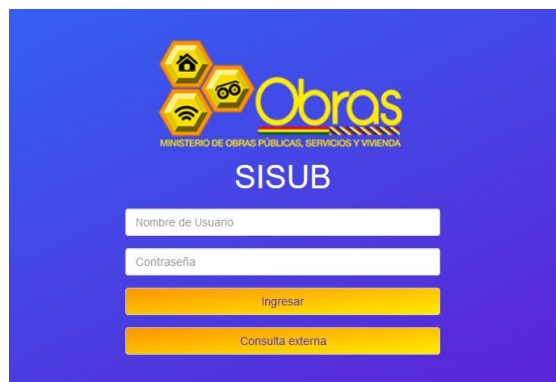 Obras
MINISTERIO DE OBRAS PÚBLICAS, SERVICIOS Y VIVIENDA
SISUB
Nombre de Usuario
Contraseña
Ingresar
Consulta externa